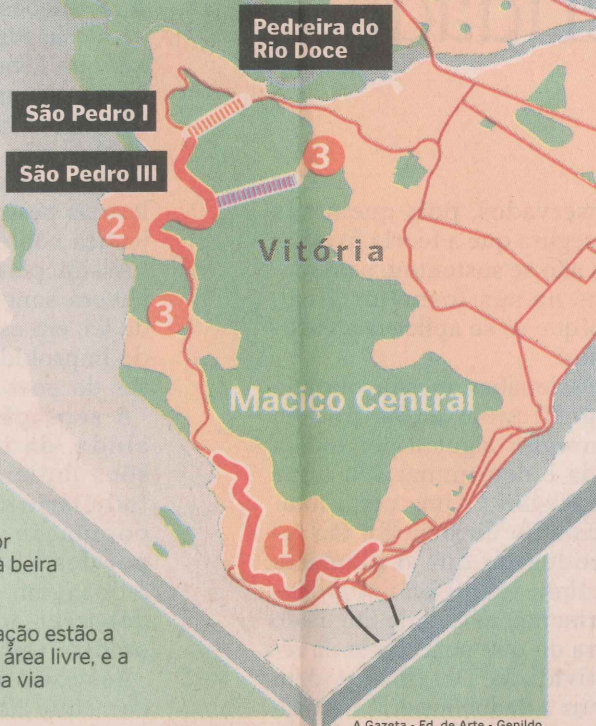 Pedreira do
Rio Doce
São Pedro I
São Pedro III
3
2
Vitória
3
Maciço Central
1
or
à beira
ação estão a
área livre, e a
a via
A Gazeta - Ed. de Arte - Genildo